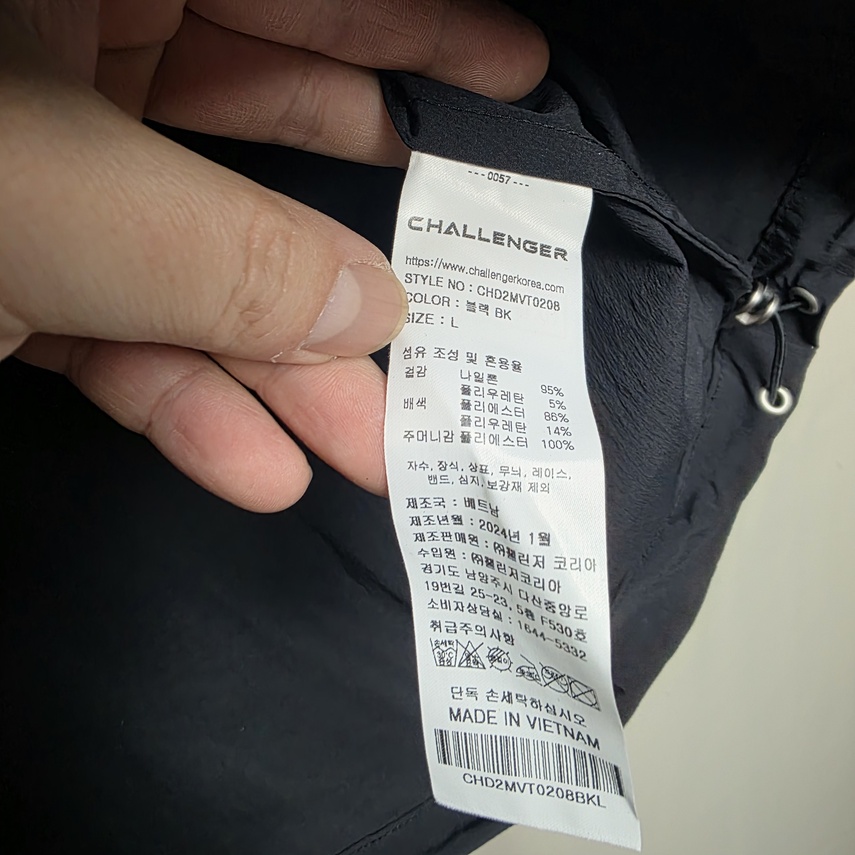 ---0057---
CHALLENGER
https://www.challengerkorea.com
STYLE NO : CHD2MVT0208
COLOR : 블랙 BK
SIZE : L
섬유 조성 및 혼용율
겉감 나일론 95%
폴리우레탄 5%
배색 폴리에스터 86%
폴리우레탄 14%
주머니감 폴리에스터 100%
자수, 장식, 상표, 무늬, 레이스,
밴드, 심지, 보강재 제외
제조국 : 베트남
제조년월 : 2024년 1월
제조판매원 : ㈜챌린저 코리아
수입원 : ㈜챌린저코리아
경기도 남양주시 다산중앙로
19번길 25-23, 5층 F530호
소비자상담실 : 1644-5332
취급주의사항
손세탁
30℃
중성
단독 손세탁하십시오
MADE IN VIETNAM
CHD2MVT0208BKL